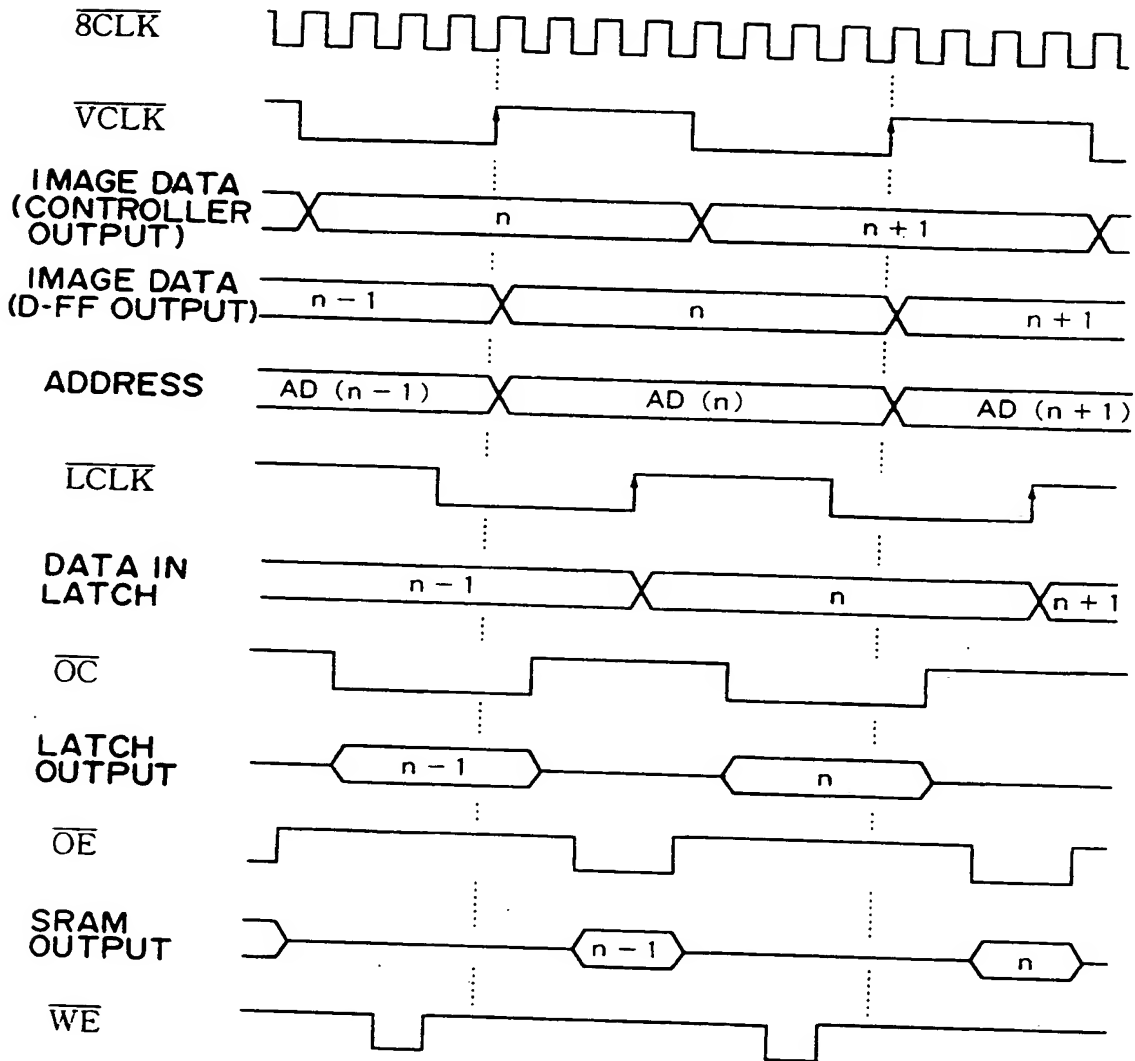 8CLK
VCLK
IMAGE DATA
(CONTROLLER
OUTPUT)
n
n + 1
IMAGE DATA
(D-FF OUTPUT)
n - 1
n
n + 1
ADDRESS
AD (n - 1)
AD (n)
AD (n + 1)
LCLK
DATA IN
LATCH
n - 1
n
n + 1
OC
LATCH
OUTPUT
n - 1
n
OE
SRAM
OUTPUT
n - 1
n
WE